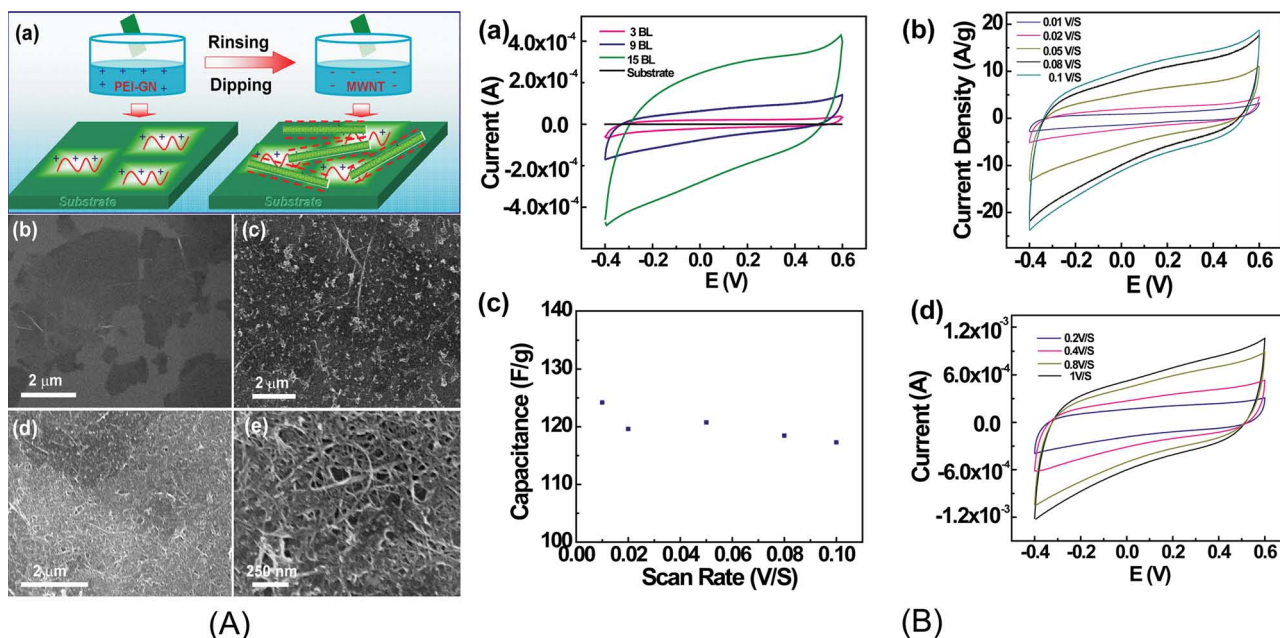 (a)
Rinsing
Dipping
+ + + +
+ PEI-GN +
- - - -
- MWNT -
Substrate
Substrate
(b)
2 μm
(c)
2 μm
(d)
2 μm
(e)
250 nm
(A)
(a)
3 BL
9 BL
15 BL
Substrate
Current (A)
4.0x10⁻⁴
2.0x10⁻⁴
0.0
-2.0x10⁻⁴
-4.0x10⁻⁴
-0.4 -0.2 0.0 0.2 0.4 0.6
E (V)
(b)
0.01 V/S
0.02 V/S
0.05 V/S
0.08 V/S
0.1 V/S
Current Density (A/g)
20
10
0
-10
-20
-0.4 -0.2 0.0 0.2 0.4 0.6
E (V)
(c)
Capacitance (F/g)
140
130
120
110
100
0.00 0.02 0.04 0.06 0.08 0.10
Scan Rate (V/S)
(d)
0.2V/S
0.4V/S
0.8V/S
1V/S
Current (A)
1.2x10⁻³
6.0x10⁻⁴
0.0
-6.0x10⁻⁴
-1.2x10⁻³
-0.4 -0.2 0.0 0.2 0.4 0.6
E (V)
(B)